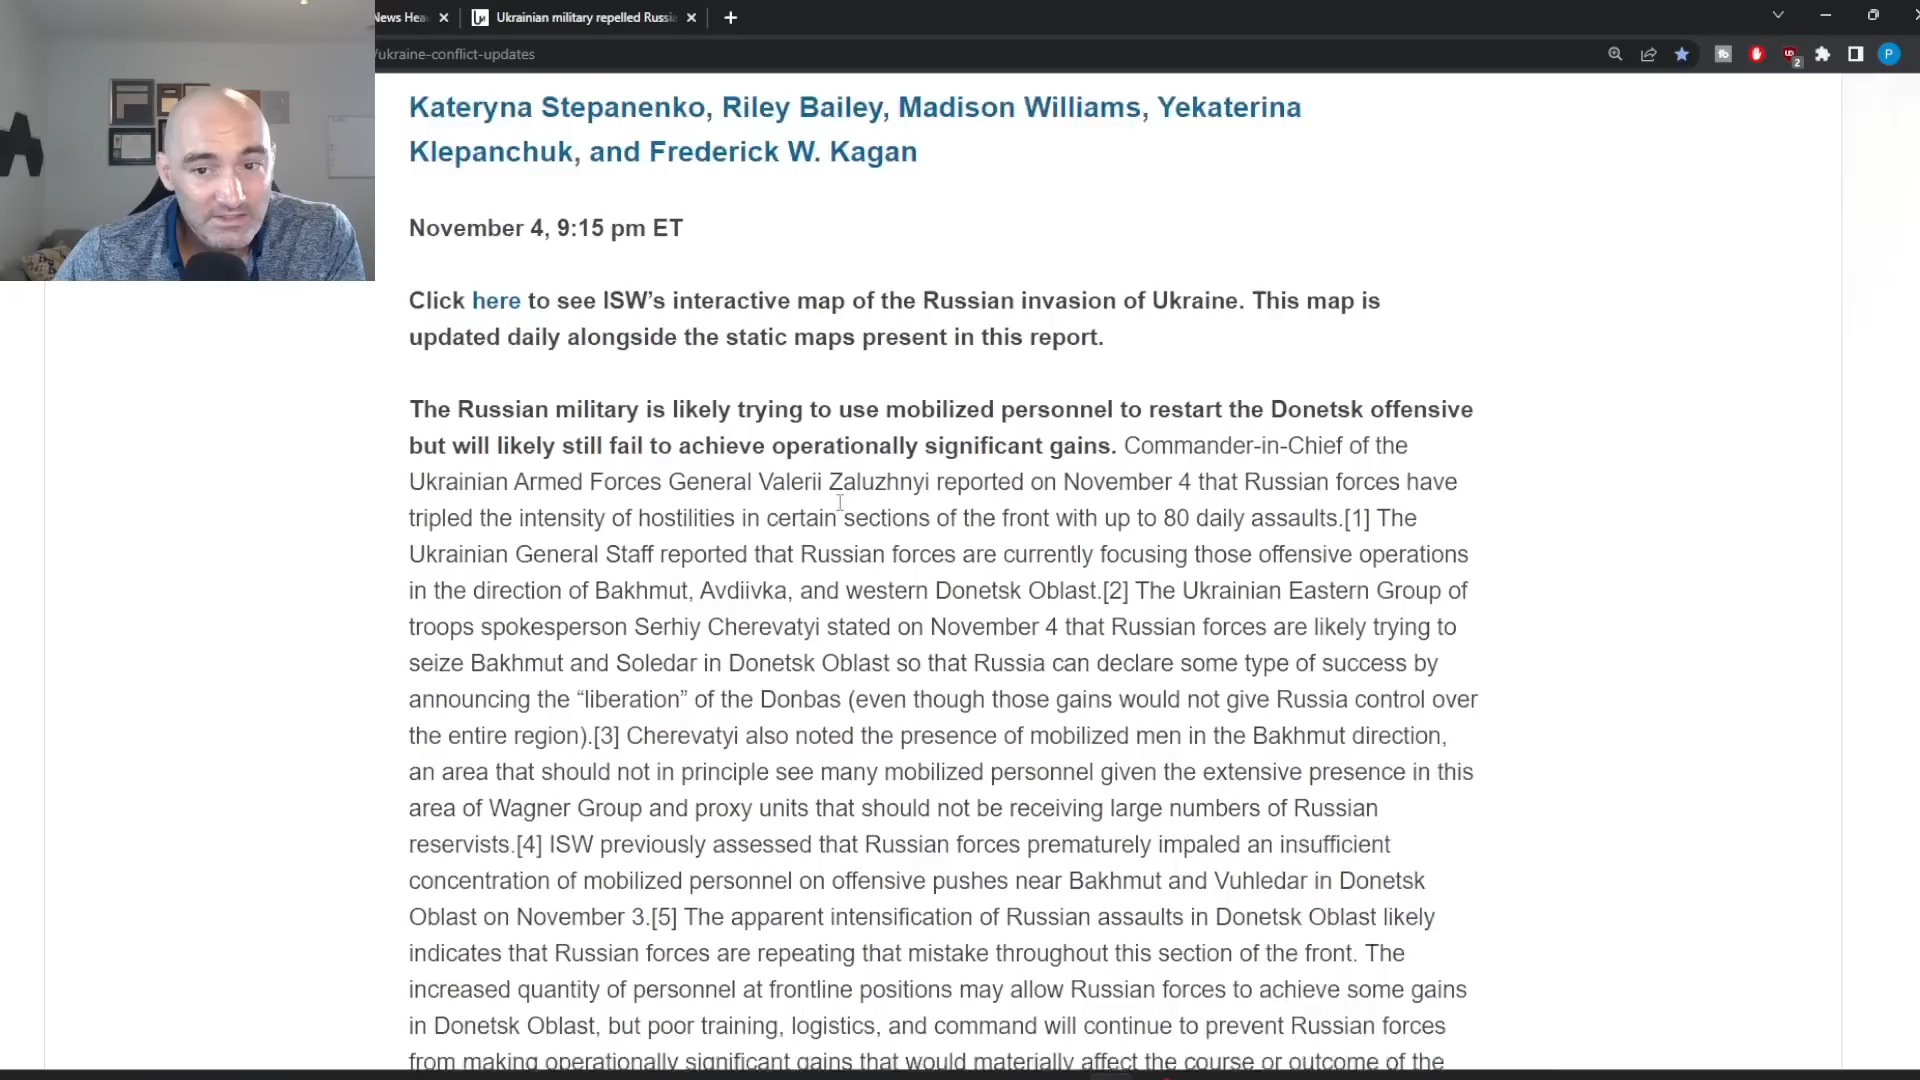 News Hea
Ukrainian military repelled Russi
/ukraine-conflict-updates
2
P
Kateryna Stepanenko, Riley Bailey, Madison Williams, Yekaterina
Klepanchuk, and Frederick W. Kagan
November 4, 9:15 pm ET
Click here to see ISW’s interactive map of the Russian invasion of Ukraine. This map is
updated daily alongside the static maps present in this report.
The Russian military is likely trying to use mobilized personnel to restart the Donetsk offensive
but will likely still fail to achieve operationally significant gains. Commander-in-Chief of the
Ukrainian Armed Forces General Valerii Zaluzhnyi reported on November 4 that Russian forces have
tripled the intensity of hostilities in certain sections of the front with up to 80 daily assaults.[1] The
Ukrainian General Staff reported that Russian forces are currently focusing those offensive operations
in the direction of Bakhmut, Avdiivka, and western Donetsk Oblast.[2] The Ukrainian Eastern Group of
troops spokesperson Serhiy Cherevatyi stated on November 4 that Russian forces are likely trying to
seize Bakhmut and Soledar in Donetsk Oblast so that Russia can declare some type of success by
announcing the “liberation” of the Donbas (even though those gains would not give Russia control over
the entire region).[3] Cherevatyi also noted the presence of mobilized men in the Bakhmut direction,
an area that should not in principle see many mobilized personnel given the extensive presence in this
area of Wagner Group and proxy units that should not be receiving large numbers of Russian
reservists.[4] ISW previously assessed that Russian forces prematurely impaled an insufficient
concentration of mobilized personnel on offensive pushes near Bakhmut and Vuhledar in Donetsk
Oblast on November 3.[5] The apparent intensification of Russian assaults in Donetsk Oblast likely
indicates that Russian forces are repeating that mistake throughout this section of the front. The
increased quantity of personnel at frontline positions may allow Russian forces to achieve some gains
in Donetsk Oblast, but poor training, logistics, and command will continue to prevent Russian forces
from making operationally significant gains that would materially affect the course or outcome of the